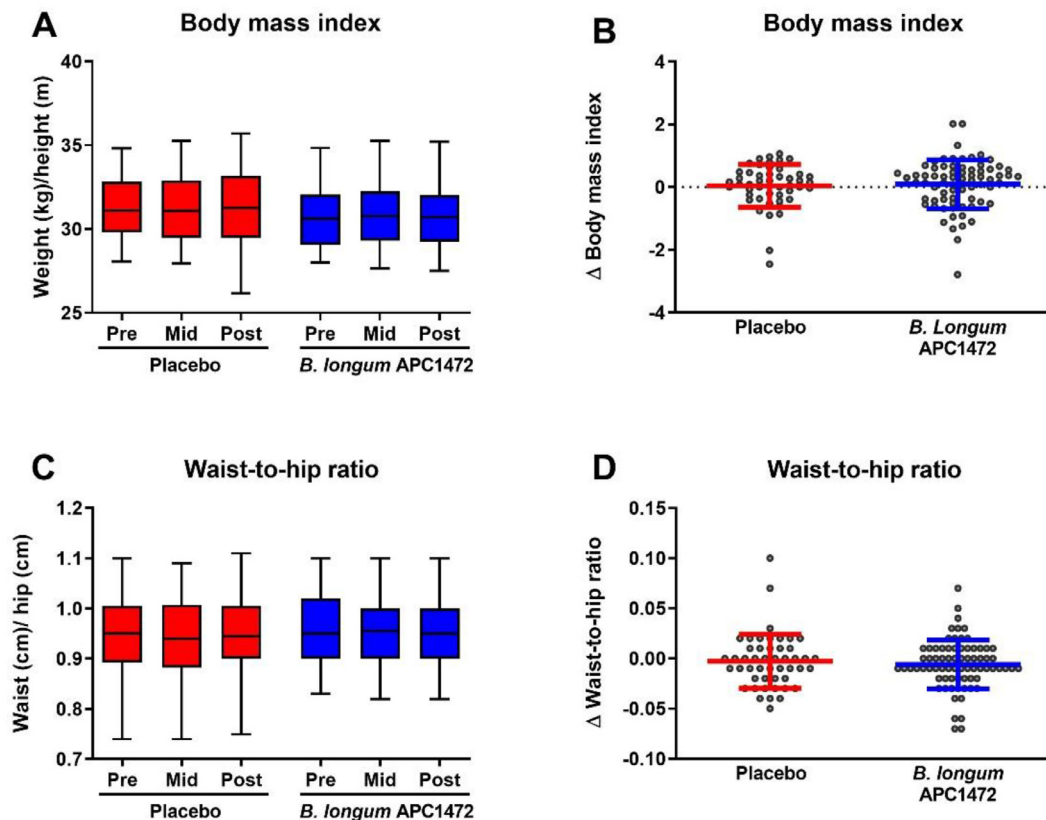 A
Body mass index
Weight (kg)/height (m)
40
35
30
25
Pre Mid Post Pre Mid Post
Placebo B. longum APC1472
B
Body mass index
Δ Body mass index
4
2
0
-2
-4
Placebo B. Longum
APC1472
C
Waist-to-hip ratio
Waist (cm)/ hip (cm)
1.2
1.1
1.0
0.9
0.8
0.7
Pre Mid Post Pre Mid Post
Placebo B. longum APC1472
D
Waist-to-hip ratio
Δ Waist-to-hip ratio
0.15
0.10
0.05
0.00
-0.05
-0.10
Placebo B. longum
APC1472